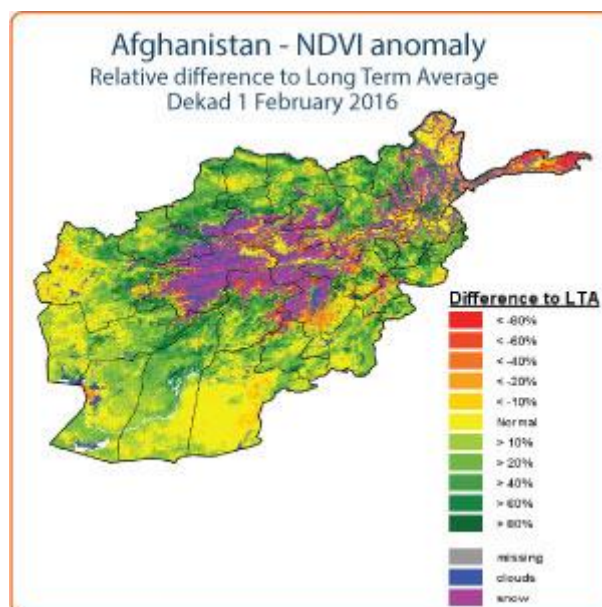 Afghanistan - NDVI anomaly
Relative difference to Long Term Average
Dekad 1 February 2016
Difference to LTA
< -80%
< -60%
< -40%
< -20%
< -10%
Normal
> 10%
> 20%
> 40%
> 60%
> 80%
missing
clouds
snow